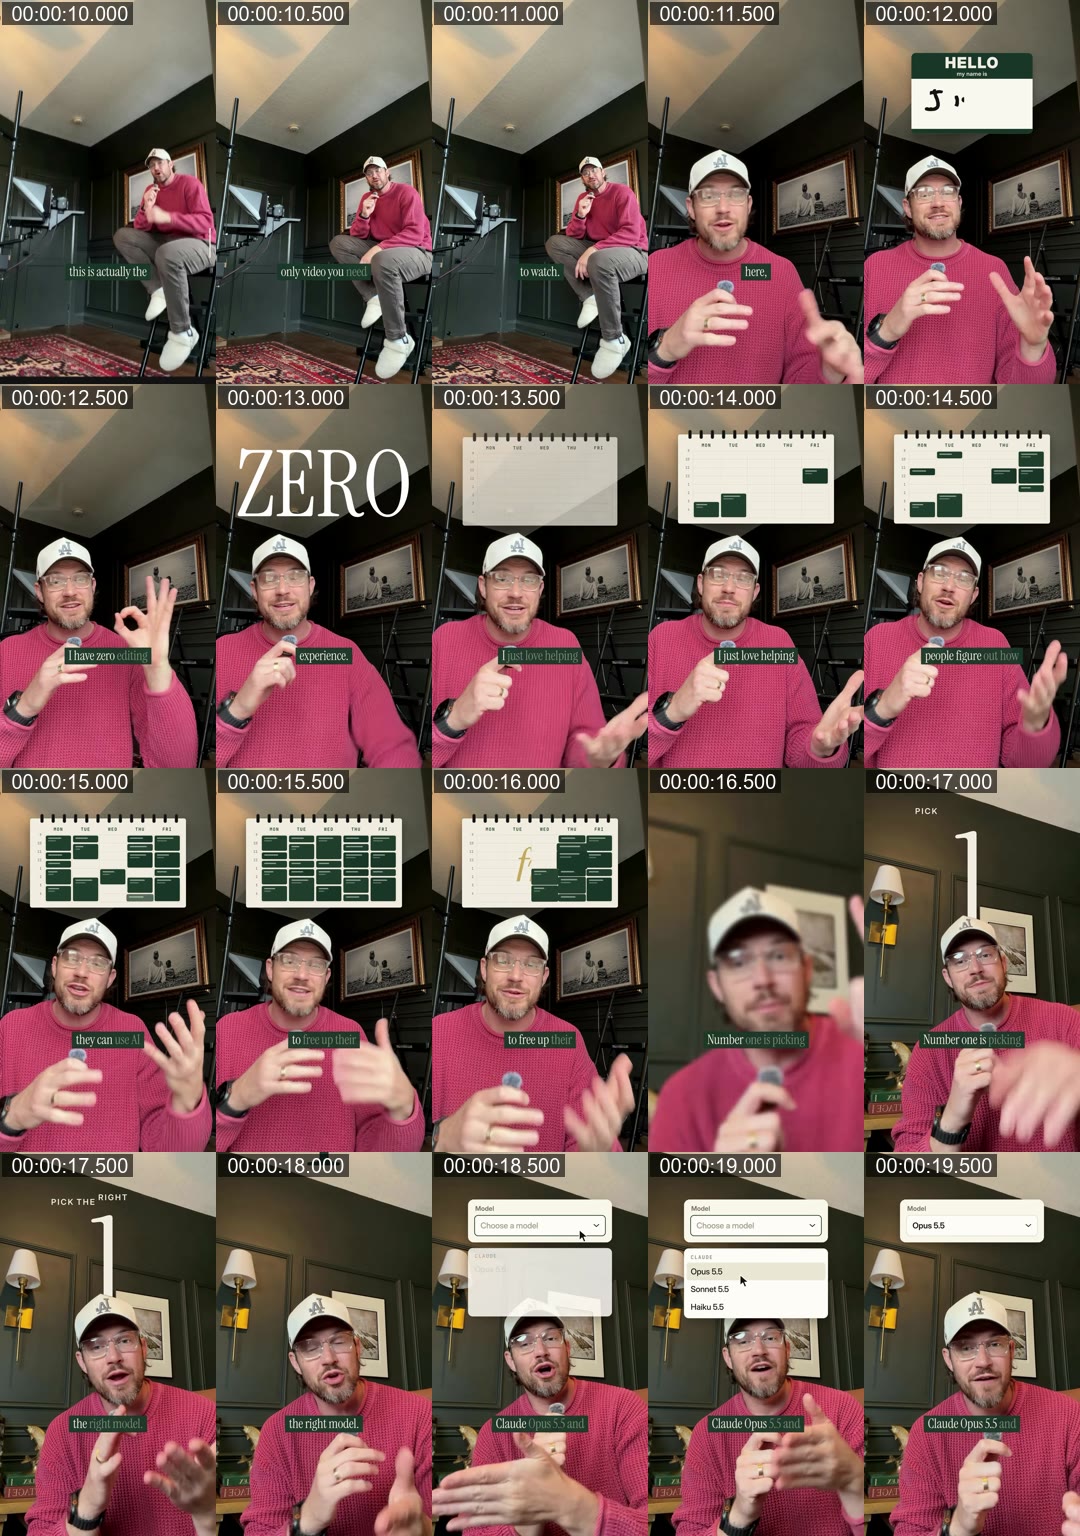 00:00:10.000
this is actually the
00:00:10.500
only video you need
00:00:11.000
to watch.
00:00:11.500
here,
00:00:12.000
HELLO
my name is
J
00:00:12.500
I have zero editing
00:00:13.000
ZERO
experience.
00:00:13.500
MON TUE WED THU FRI
I just love helping
00:00:14.000
MON TUE WED THU FRI
I just love helping
00:00:14.500
MON TUE WED THU FRI
people figure out how
00:00:15.000
MON TUE WED THU FRI
they can use AI
00:00:15.500
MON TUE WED THU FRI
to free up their
00:00:16.000
MON TUE WED THU FRI
to free up their
00:00:16.500
Number one is picking
00:00:17.000
PICK
1
Number one is picking
00:00:17.500
PICK THE RIGHT
1
the right model.
00:00:18.000
the right model.
00:00:18.500
Model
Choose a model
CLAUDE
Opus 5.5
Claude Opus 5.5 and
00:00:19.000
Model
Choose a model
CLAUDE
Opus 5.5
Sonnet 5.5
Haiku 5.5
Claude Opus 5.5 and
00:00:19.500
Model
Opus 5.5
Claude Opus 5.5 and